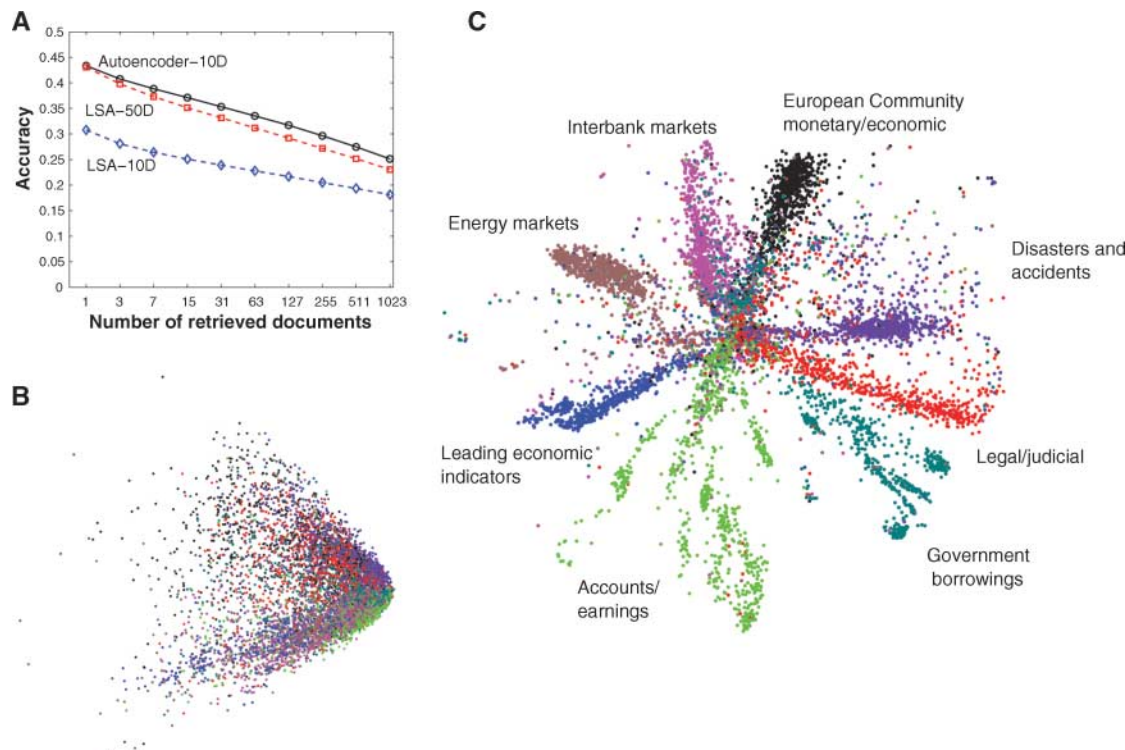 A
Accuracy
0.5
0.45
0.4
0.35
0.3
0.25
0.2
0.15
0.1
0.05
0
Autoencoder-10D
LSA-50D
LSA-10D
1 3 7 15 31 63 127 255 511 1023
Number of retrieved documents
B
C
European Community
monetary/economic
Interbank markets
Energy markets
Disasters and
accidents
Leading economic
indicators
Legal/judicial
Government
borrowings
Accounts/
earnings